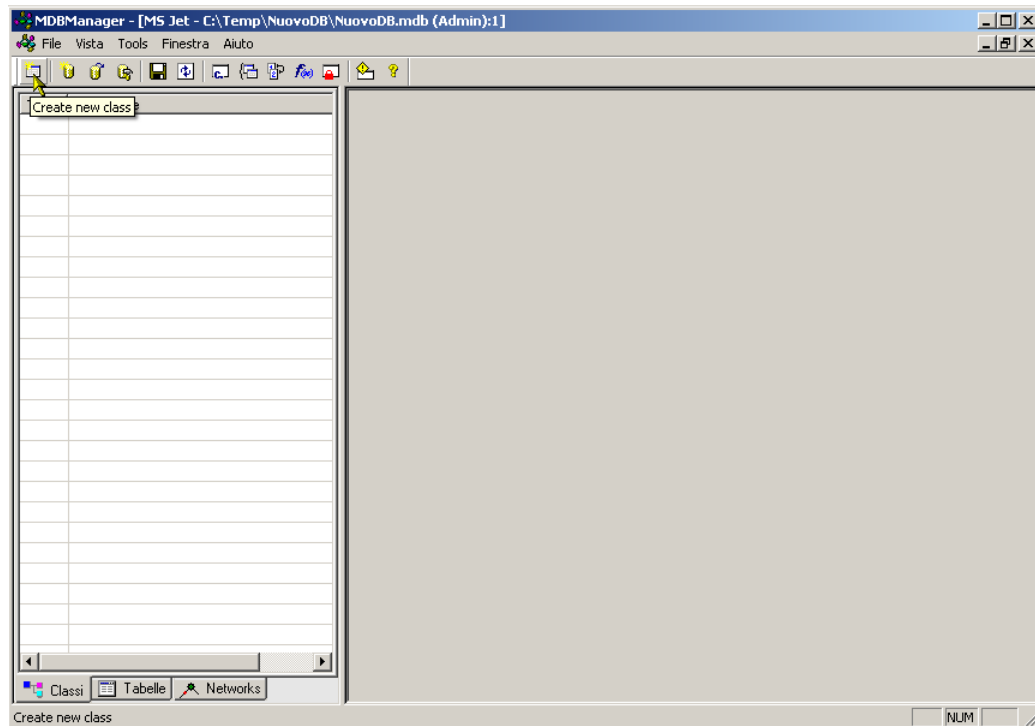 MDBManager - [MS Jet - C:\Temp\NuovoDB\NuovoDB.mdb (Admin):1]
File Vista Tools Finestra Aiuto
Create new class
Classi Tabelle Networks
Create new class NUM